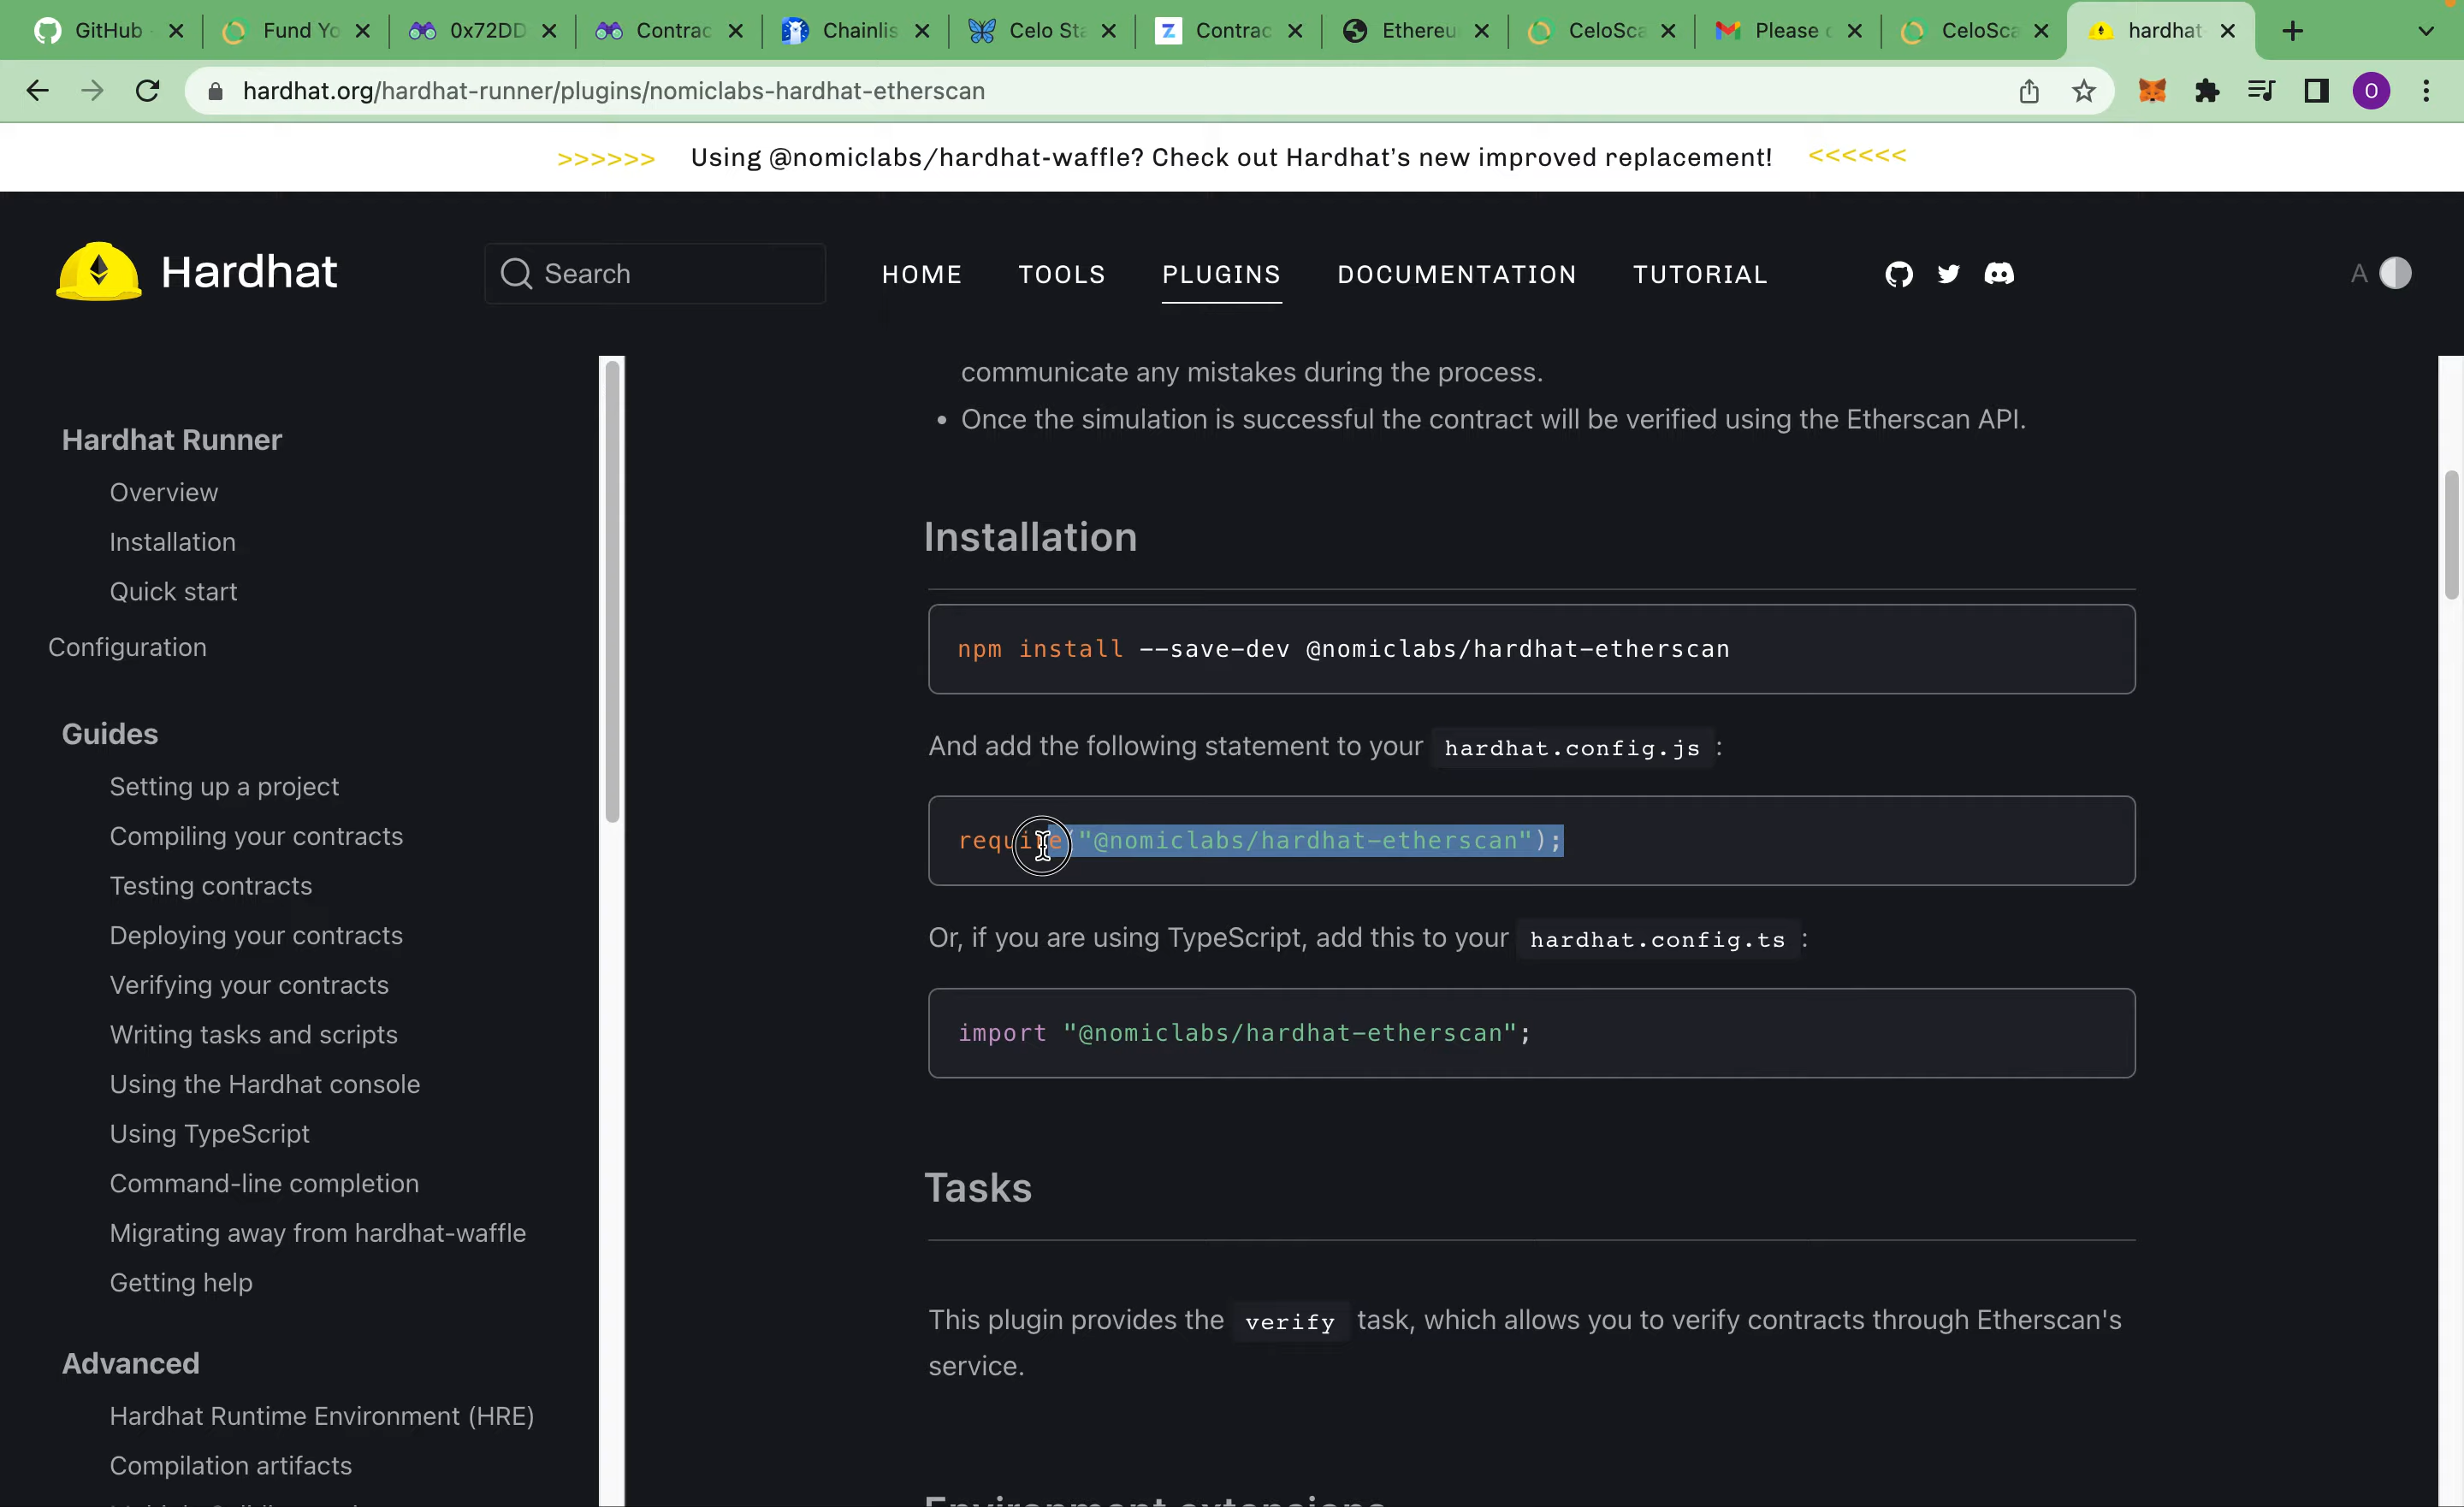 GitHub
Fund Yo
0x72DD
Contrac
Chainlis
Celo Sta
Contrac
Ethereu
CeloSca
Please
CeloSca
hardhat
hardhat.org/hardhat-runner/plugins/nomiclabs-hardhat-etherscan
O
>>>>>> Using @nomiclabs/hardhat-waffle? Check out Hardhat's new improved replacement! <<<<<<
Hardhat
Search
HOME
TOOLS
PLUGINS
DOCUMENTATION
TUTORIAL
A
Hardhat Runner
Overview
Installation
Quick start
Configuration
Guides
Setting up a project
Compiling your contracts
Testing contracts
Deploying your contracts
Verifying your contracts
Writing tasks and scripts
Using the Hardhat console
Using TypeScript
Command-line completion
Migrating away from hardhat-waffle
Getting help
Advanced
Hardhat Runtime Environment (HRE)
Compilation artifacts
communicate any mistakes during the process.
• Once the simulation is successful the contract will be verified using the Etherscan API.
Installation
npm install --save-dev @nomiclabs/hardhat-etherscan
And add the following statement to your hardhat.config.js :
require("@nomiclabs/hardhat-etherscan");
Or, if you are using TypeScript, add this to your hardhat.config.ts :
import "@nomiclabs/hardhat-etherscan";
Tasks
This plugin provides the verify task, which allows you to verify contracts through Etherscan's
service.
Environment extensions